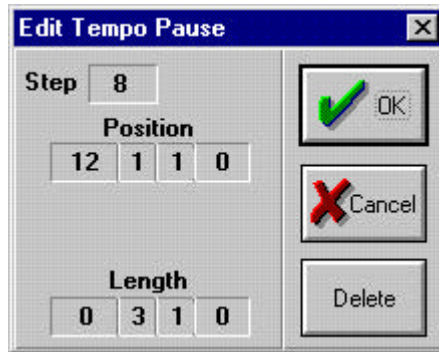 Edit Tempo Pause
Step 8
Position
12 1 1 0
Length
0 3 1 0
OK
Cancel
Delete